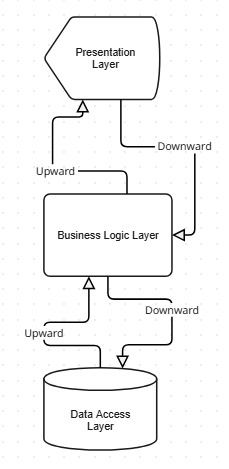 Presentation
Layer
Downward
Upward
Business Logic Layer
Downward
Upward
Data Access
Layer